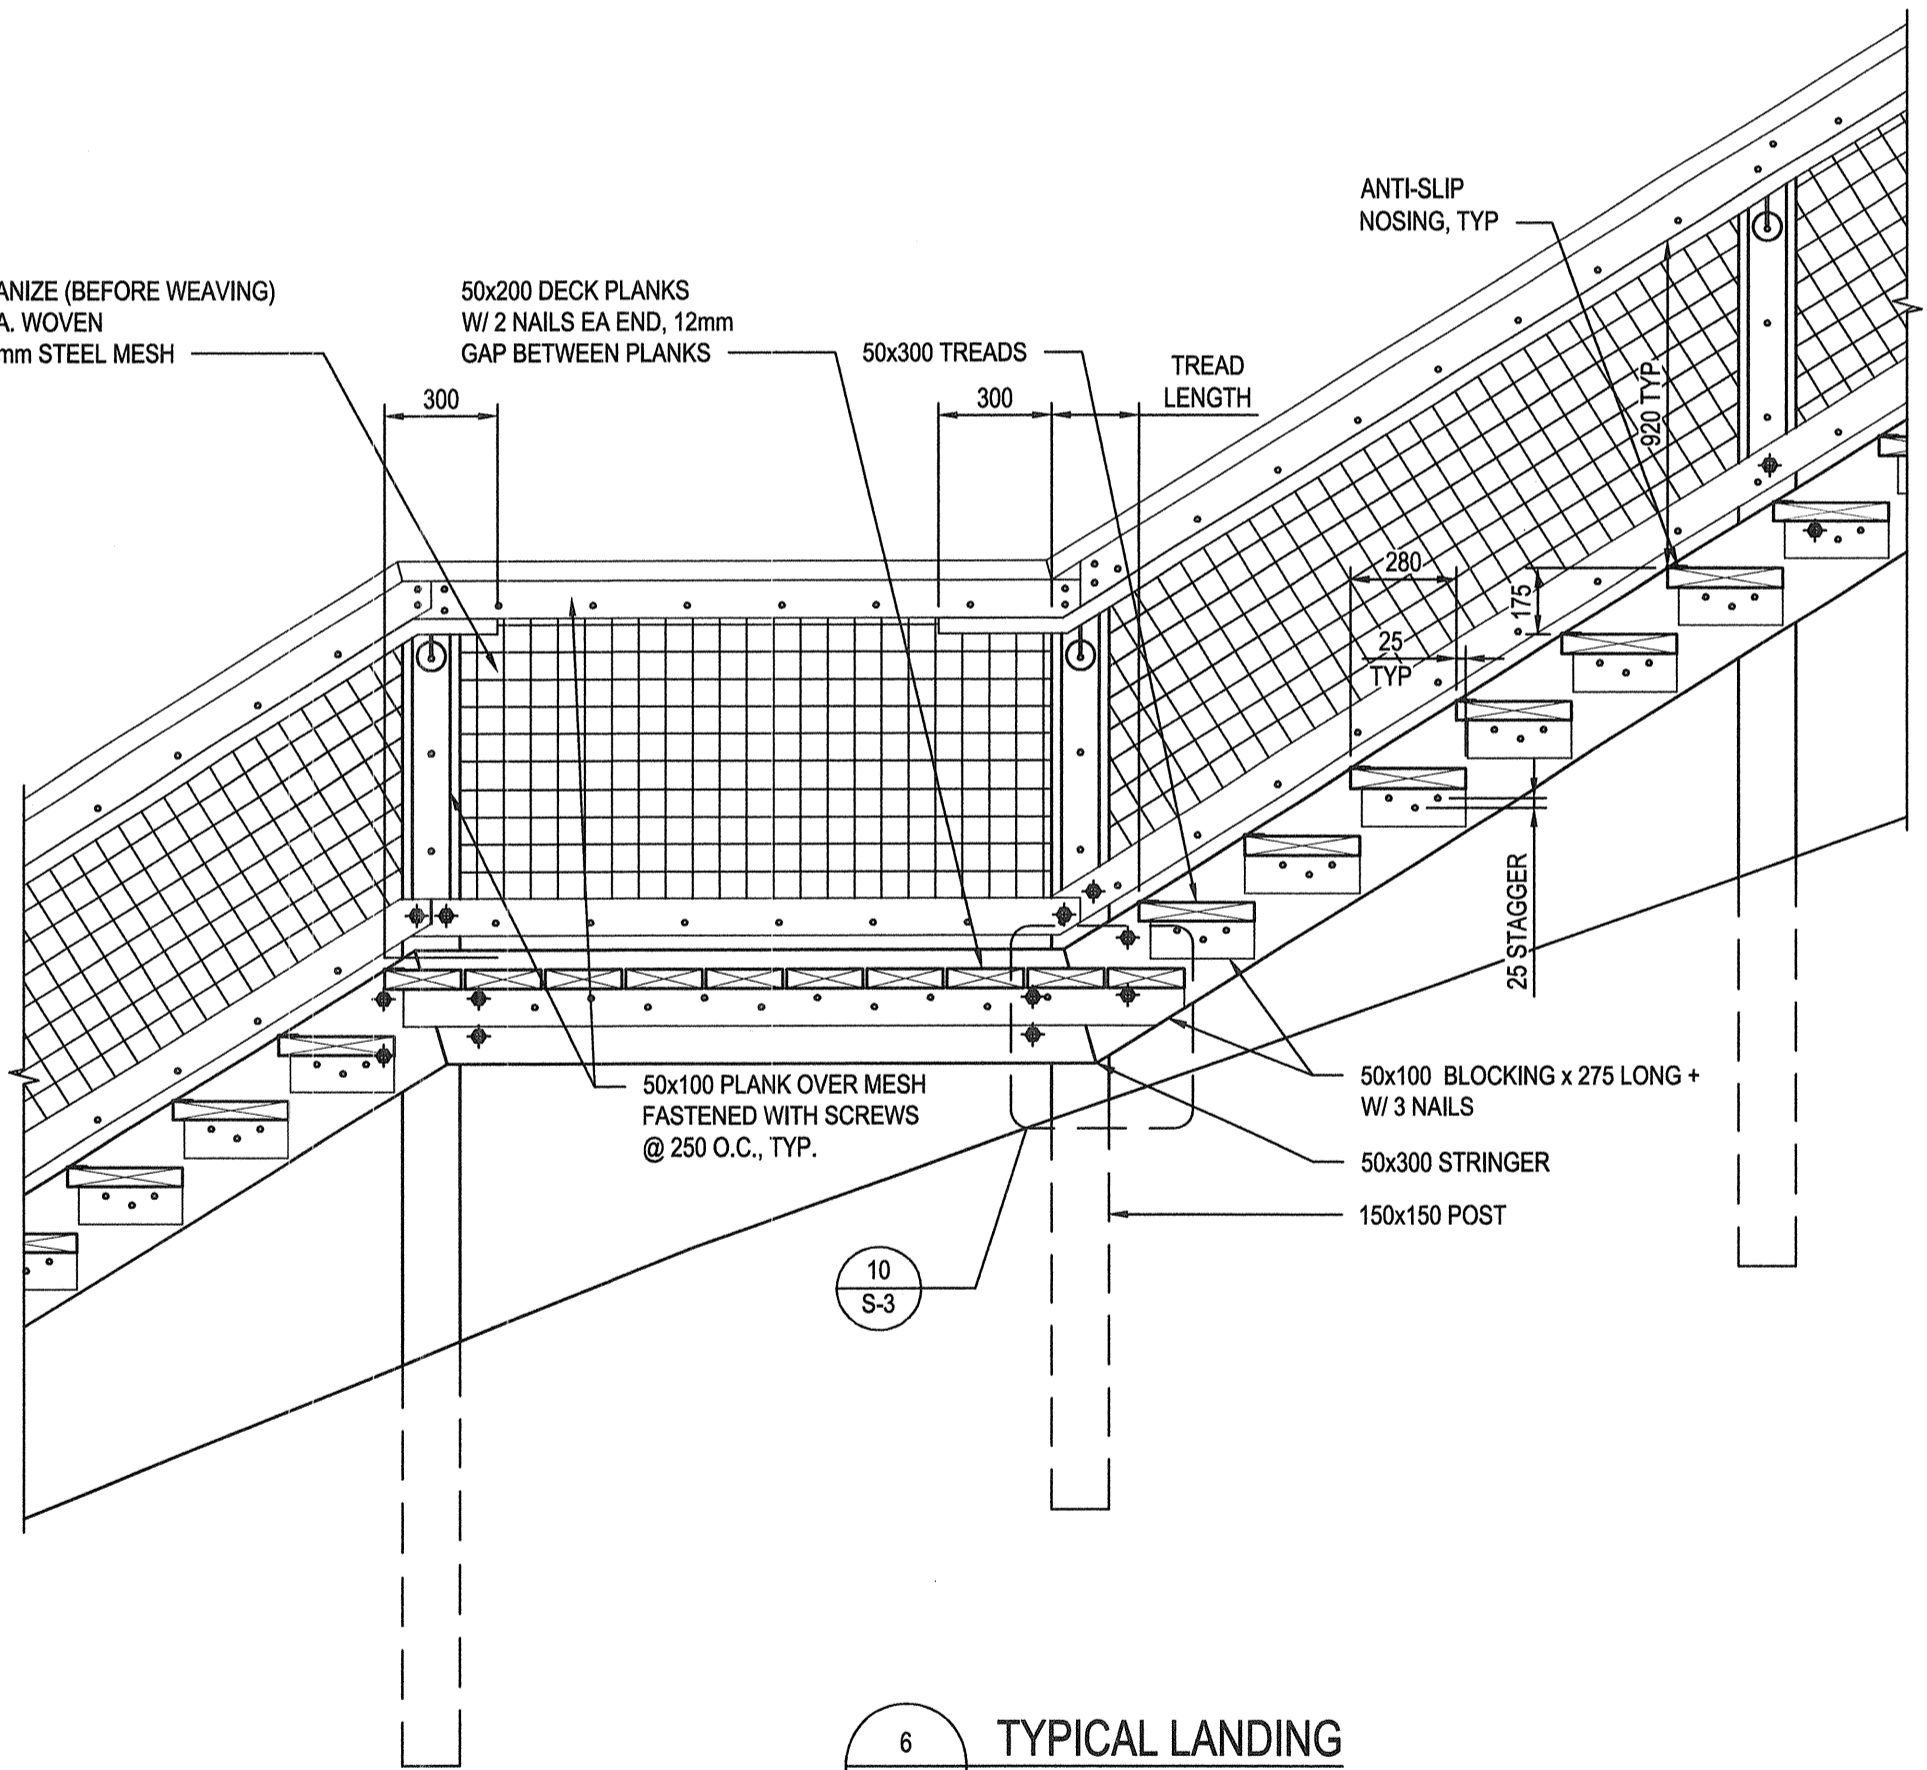 ANTI-SLIP
NOSING, TYP
ANIZE (BEFORE WEAVING)
A. WOVEN
mm STEEL MESH
50x200 DECK PLANKS
W/ 2 NAILS EA END, 12mm
GAP BETWEEN PLANKS
50x300 TREADS
TREAD
LENGTH
300
300
920 TYP
280
175
25
TYP
25 STAGGER
50x100 PLANK OVER MESH
FASTENED WITH SCREWS
@ 250 O.C., TYP.
50x100 BLOCKING x 275 LONG +
W/ 3 NAILS
50x300 STRINGER
150x150 POST
10
S-3
6
TYPICAL LANDING